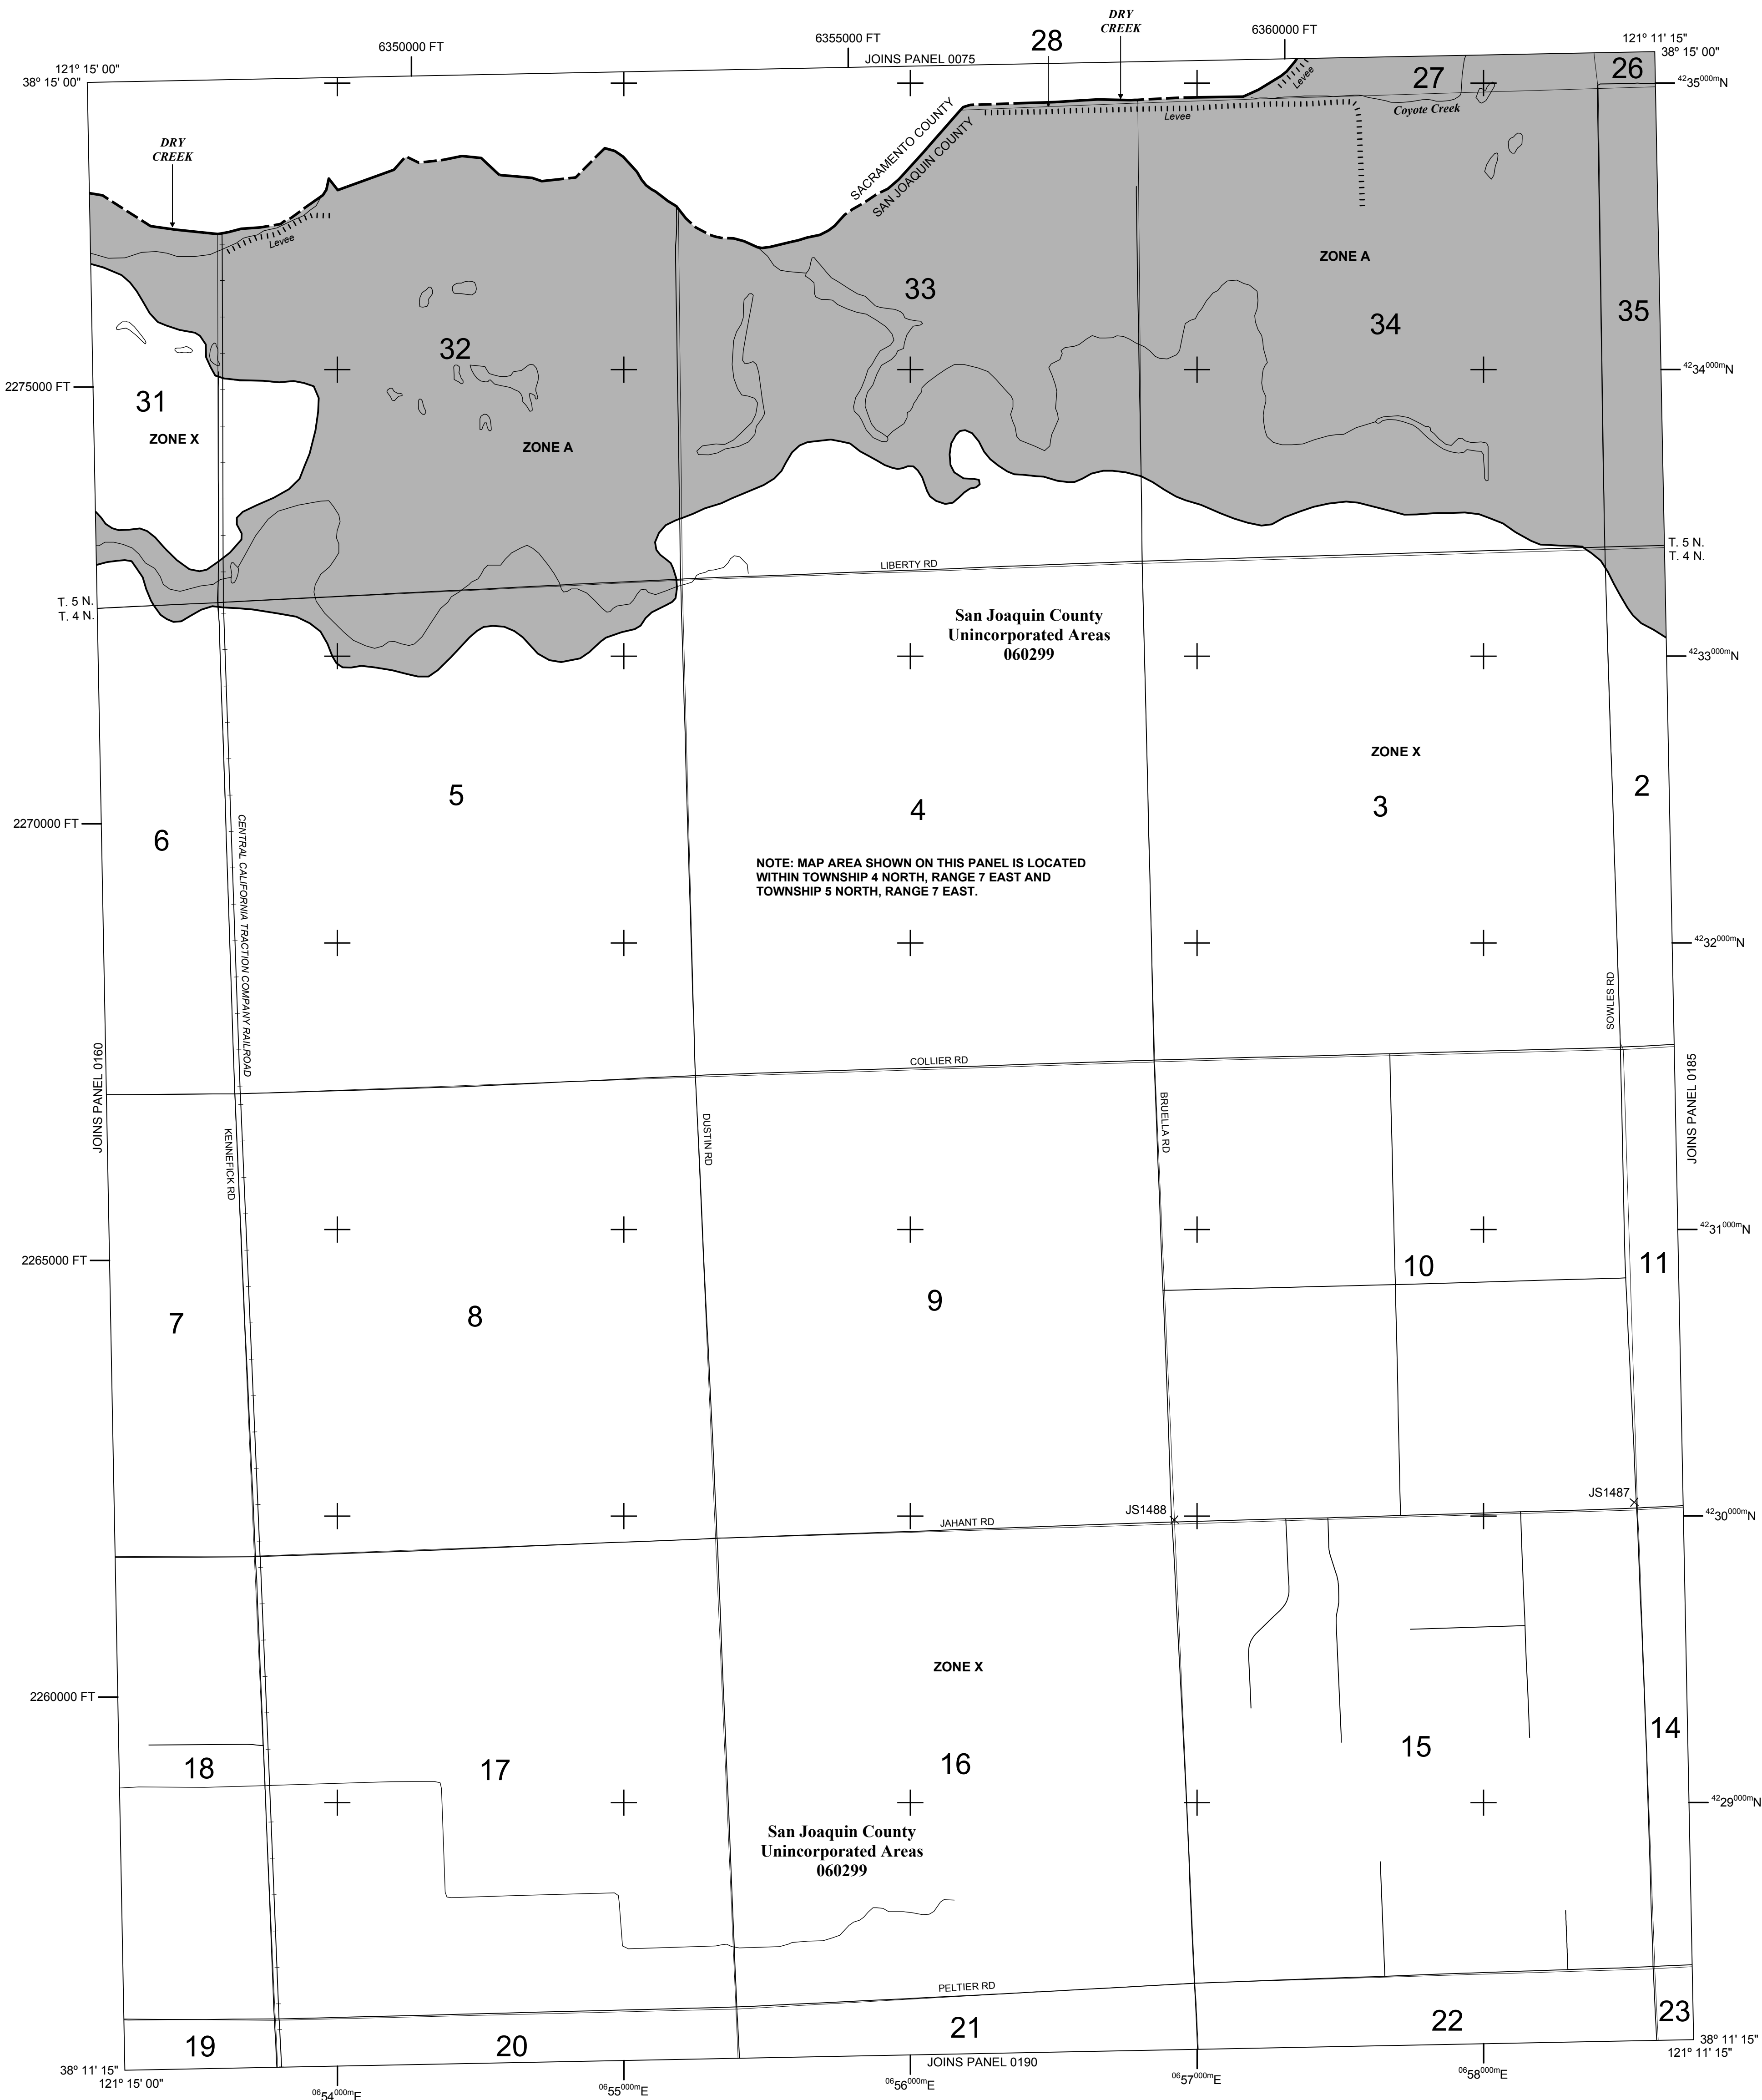 DRY
CREEK
6350000 FT
6355000 FT
28
6360000 FT
121° 11' 15"
38° 15' 00"
121° 15' 00"
38° 15' 00"
JOINS PANEL 0075
27
26
4235000mN
Levee
Levee
Coyote Creek
SACRAMENTO COUNTY
SAN JOAQUIN COUNTY
DRY
CREEK
Levee
ZONE A
33
34
35
32
2275000 FT
4234000mN
31
ZONE X
ZONE A
LIBERTY RD
T. 5 N.
T. 4 N.
T. 5 N.
T. 4 N.
San Joaquin County
Unincorporated Areas
060299
4233000mN
ZONE X
5
4
3
2
6
2270000 FT
CENTRAL CALIFORNIA TRACTION COMPANY RAILROAD
NOTE: MAP AREA SHOWN ON THIS PANEL IS LOCATED
WITHIN TOWNSHIP 4 NORTH, RANGE 7 EAST AND
TOWNSHIP 5 NORTH, RANGE 7 EAST.
4232000mN
SOWLES RD
COLLIER RD
JOINS PANEL 0160
JOINS PANEL 0185
KENNEFICK RD
DUSTIN RD
BRUELLA RD
4231000mN
2265000 FT
7
8
9
10
11
JS1488
JS1487
JAHANT RD
4230000mN
ZONE X
2260000 FT
18
17
16
15
14
4229000mN
San Joaquin County
Unincorporated Areas
060299
PELTIER RD
19
20
21
22
23
38° 11' 15"
121° 15' 00"
JOINS PANEL 0190
38° 11' 15"
121° 11' 15"
0654000mE
0655000mE
0656000mE
0657000mE
0658000mE